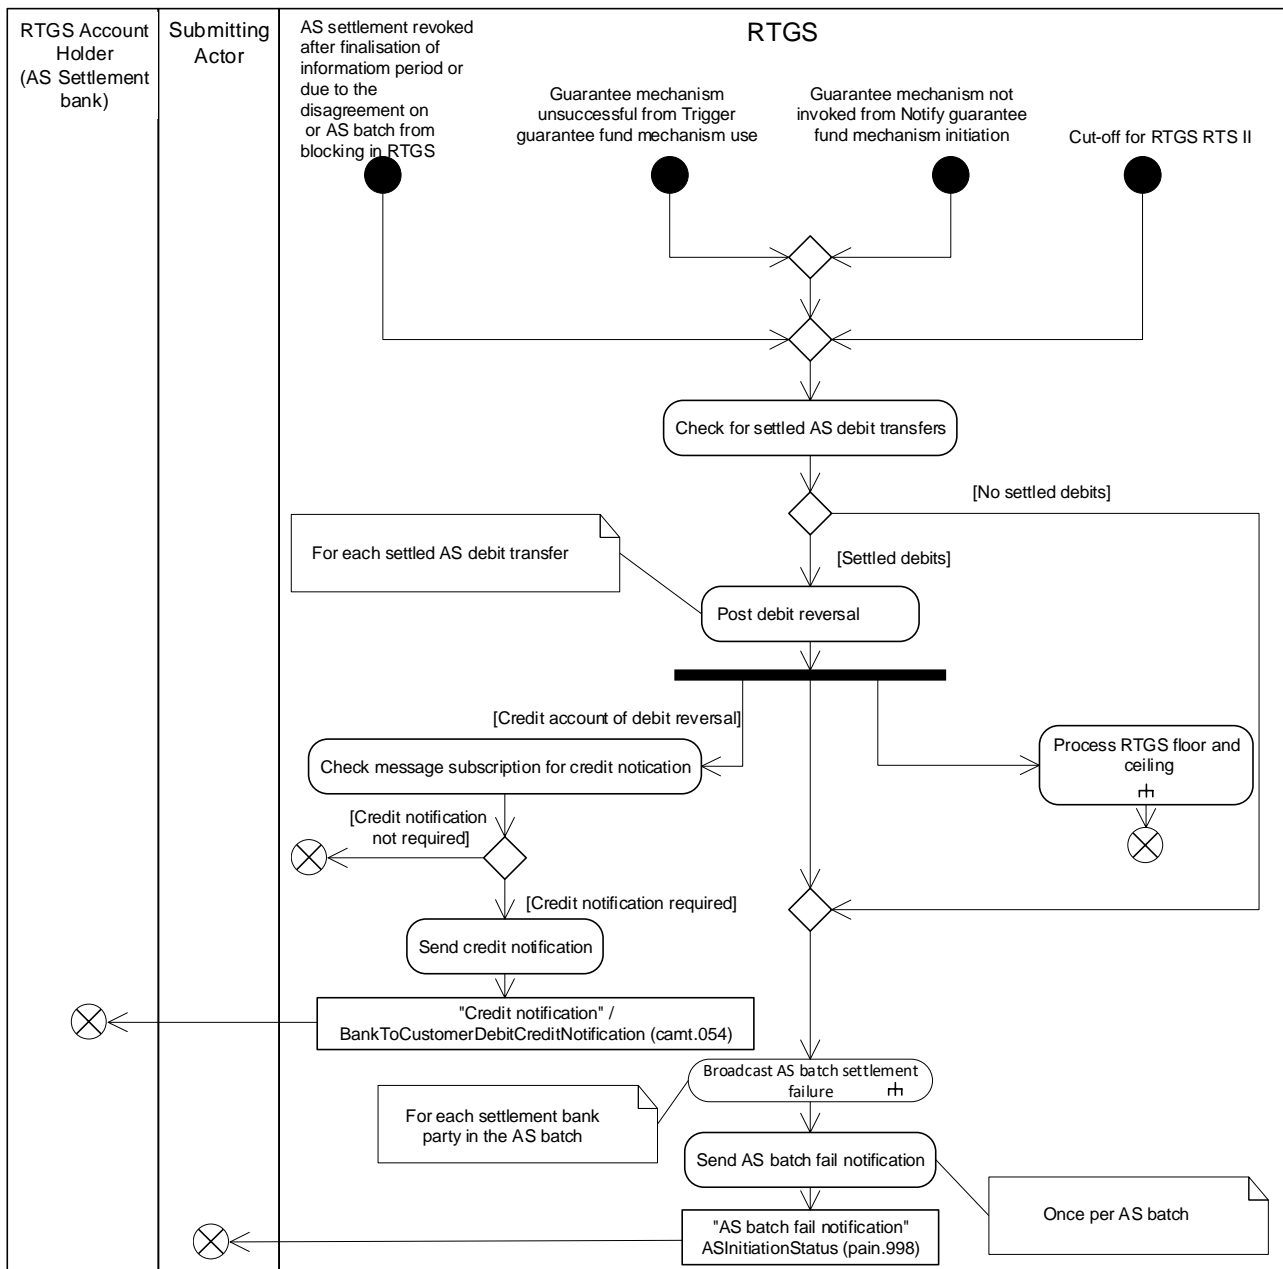 RTGS Account
Holder
(AS Settlement
bank)
Submitting
Actor
RTGS
AS settlement revoked
after finalisation of
informatiom period or
due to the
disagreement on
or AS batch from
blocking in RTGS
Guarantee mechanism
unsuccessful from Trigger
guarantee fund mechanism use
Guarantee mechanism not
invoked from Notify guarantee
fund mechanism initiation
Cut-off for RTGS RTS II
Check for settled AS debit transfers
[No settled debits]
For each settled AS debit transfer
[Settled debits]
Post debit reversal
[Credit account of debit reversal]
Check message subscription for credit notication
Process RTGS floor and
ceiling
[Credit notification
not required]
[Credit notification required]
Send credit notification
"Credit notification" /
BankToCustomerDebitCreditNotification (camt.054)
Broadcast AS batch settlement
failure
For each settlement bank
party in the AS batch
Send AS batch fail notification
Once per AS batch
"AS batch fail notification"
ASInitiationStatus (pain.998)